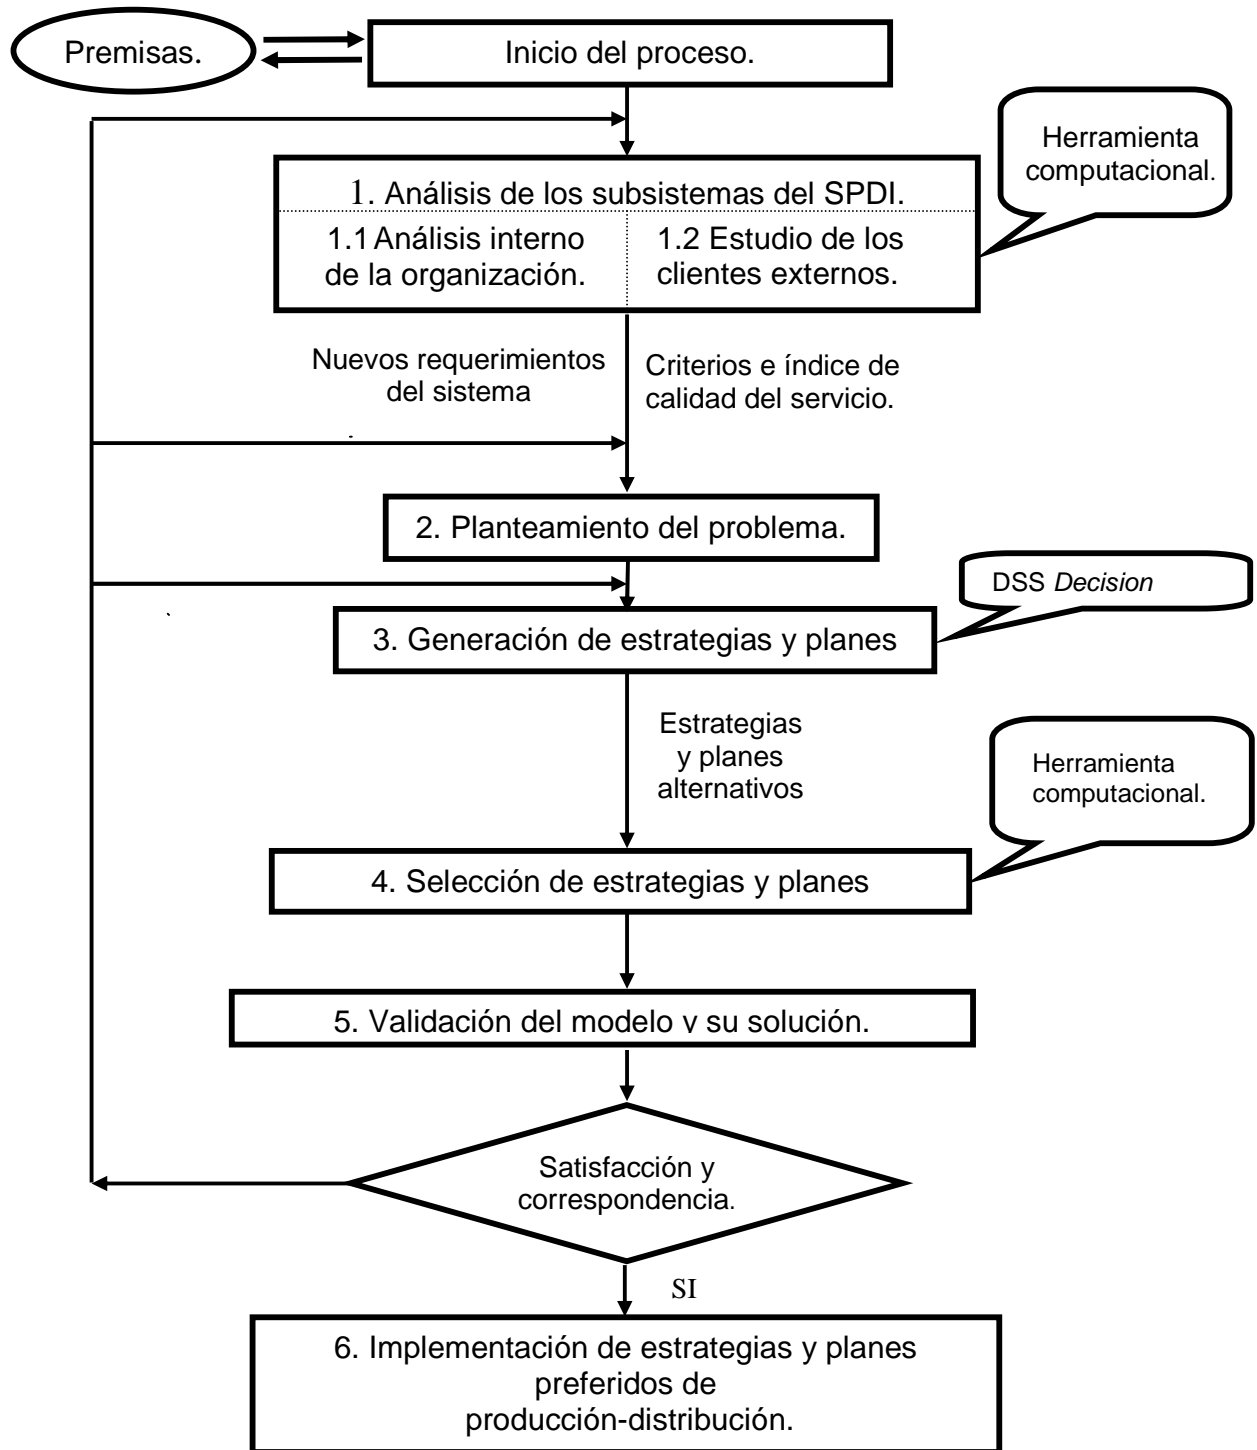 Premisas.
Inicio del proceso.
Herramienta
computacional.
1. Análisis de los subsistemas del SPDI.
1.1 Análisis interno
de la organización.
1.2 Estudio de los
clientes externos.
Nuevos requerimientos
del sistema
Criterios e índice de
calidad del servicio.
2. Planteamiento del problema.
DSS Decision
3. Generación de estrategias y planes
Estrategias
y planes
alternativos
Herramienta
computacional.
4. Selección de estrategias y planes
5. Validación del modelo y su solución.
Satisfacción y
correspondencia.
SI
6. Implementación de estrategias y planes
preferidos de
producción-distribución.